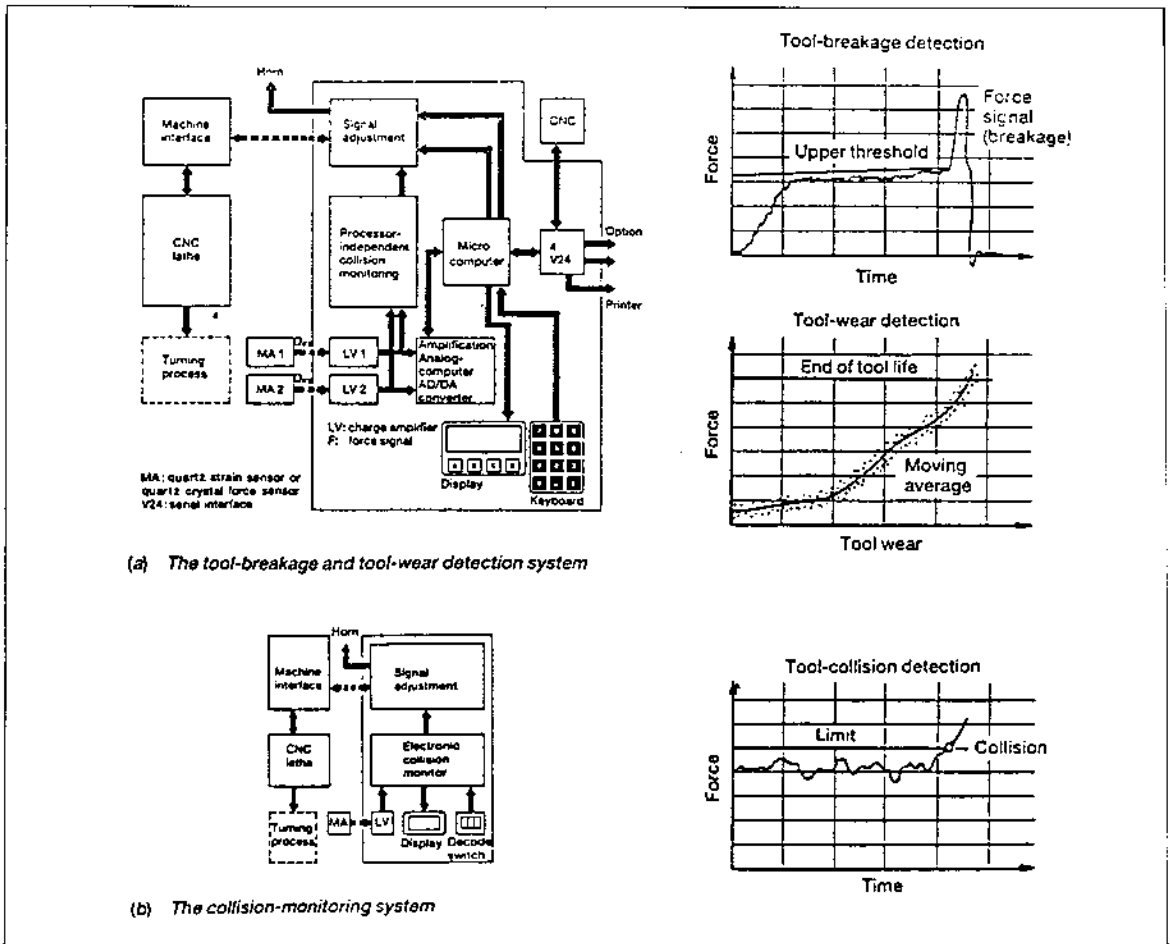 Horn
Machine
interface
Signal
adjustment
CNC
CNC
lathe
Processor-
independent
collision
monitoring
Micro
computer
4
V24
Option
Printer
4
Turning
process
MA 1
LV 1
MA 2
LV 2
Amplification
Analog-
computer
AD/DA
converter
LV: charge amplifier
F: force signal
Display
Keyboard
MA: quartz strain sensor or
quartz crystal force sensor
V24: serial interface
(a) The tool-breakage and tool-wear detection system
Tool-breakage detection
Force
signal
(breakage)
Upper threshold
Force
Time
Tool-wear detection
End of tool life
Moving
average
Force
Tool wear
Horn
Machine
interface
Signal
adjustment
CNC
lathe
Electronic
collision
monitor
Turning
process
MA
LV
Display
Decode
switch
(b) The collision-monitoring system
Tool-collision detection
Limit
Collision
Force
Time